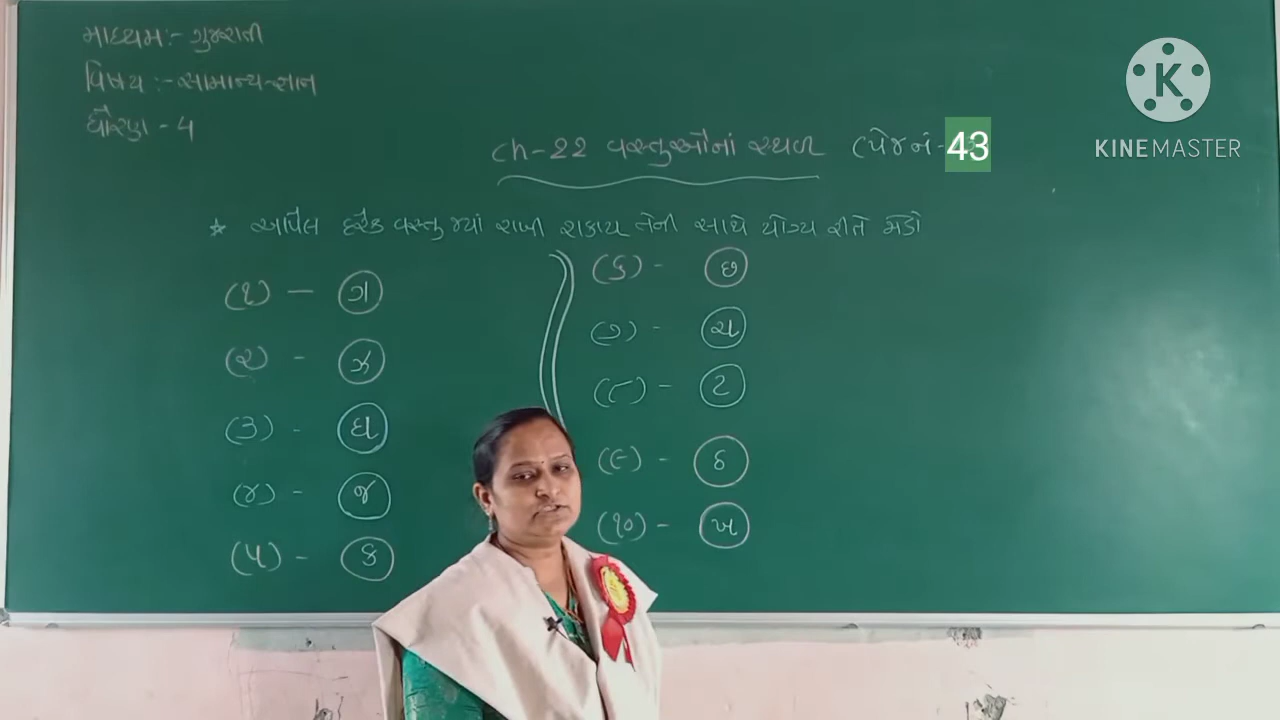 માધ્યમ:- ગુજરાતી
વિષય :- સામાન્ય-જ્ઞાન
ધોરણ - 4
Ch-22 વસ્તુઓનાં સ્થળ (પેજનં- 43
* આપેલ દરેક વસ્તુ જ્યાં રાખી શકાય તેની સાથે યોગ્ય રીતે જોડો
(૧) - ગ
(૨) - ઝ
(૩) - ઘ
(૪) - જ
(૫) - ક
(૬) - છ
(૭) - ચ
(૮) - ટ
(૯) - ઠ
(૧૦) - ખ
K
KINEMASTER